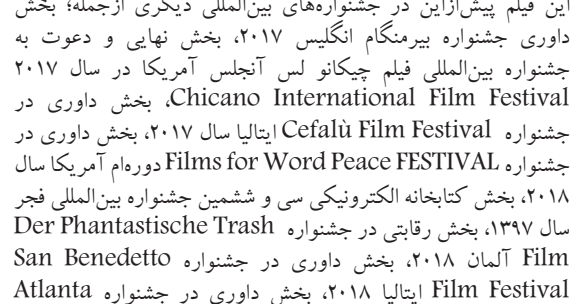 این فیلم پیش‌ازاین در جشنواره‌های بین‌المللی دیگری ازجمله؛ بخش
داوری جشنواره بیرمنگام انگلیس ۲۰۱۷، بخش نهایی و دعوت به
جشنواره بین‌المللی فیلم چیکانو لس آنجلس آمریکا در سال ۲۰۱۷
Chicano International Film Festival، بخش داوری در
جشنواره Cefalù Film Festival ایتالیا سال ۲۰۱۷، بخش داوری در
جشنواره Films for Word Peace FESTIVAL دوره‌ام آمریکا سال
۲۰۱۸، بخش کتابخانه الکترونیکی سی و ششمین جشنواره بین‌المللی فجر
سال ۱۳۹۷، بخش رقابتی در جشنواره Der Phantastische Trash
Film آلمان ۲۰۱۸، بخش داوری در جشنواره San Benedetto
Film Festival ایتالیا ۲۰۱۸، بخش داوری در جشنواره Atlanta